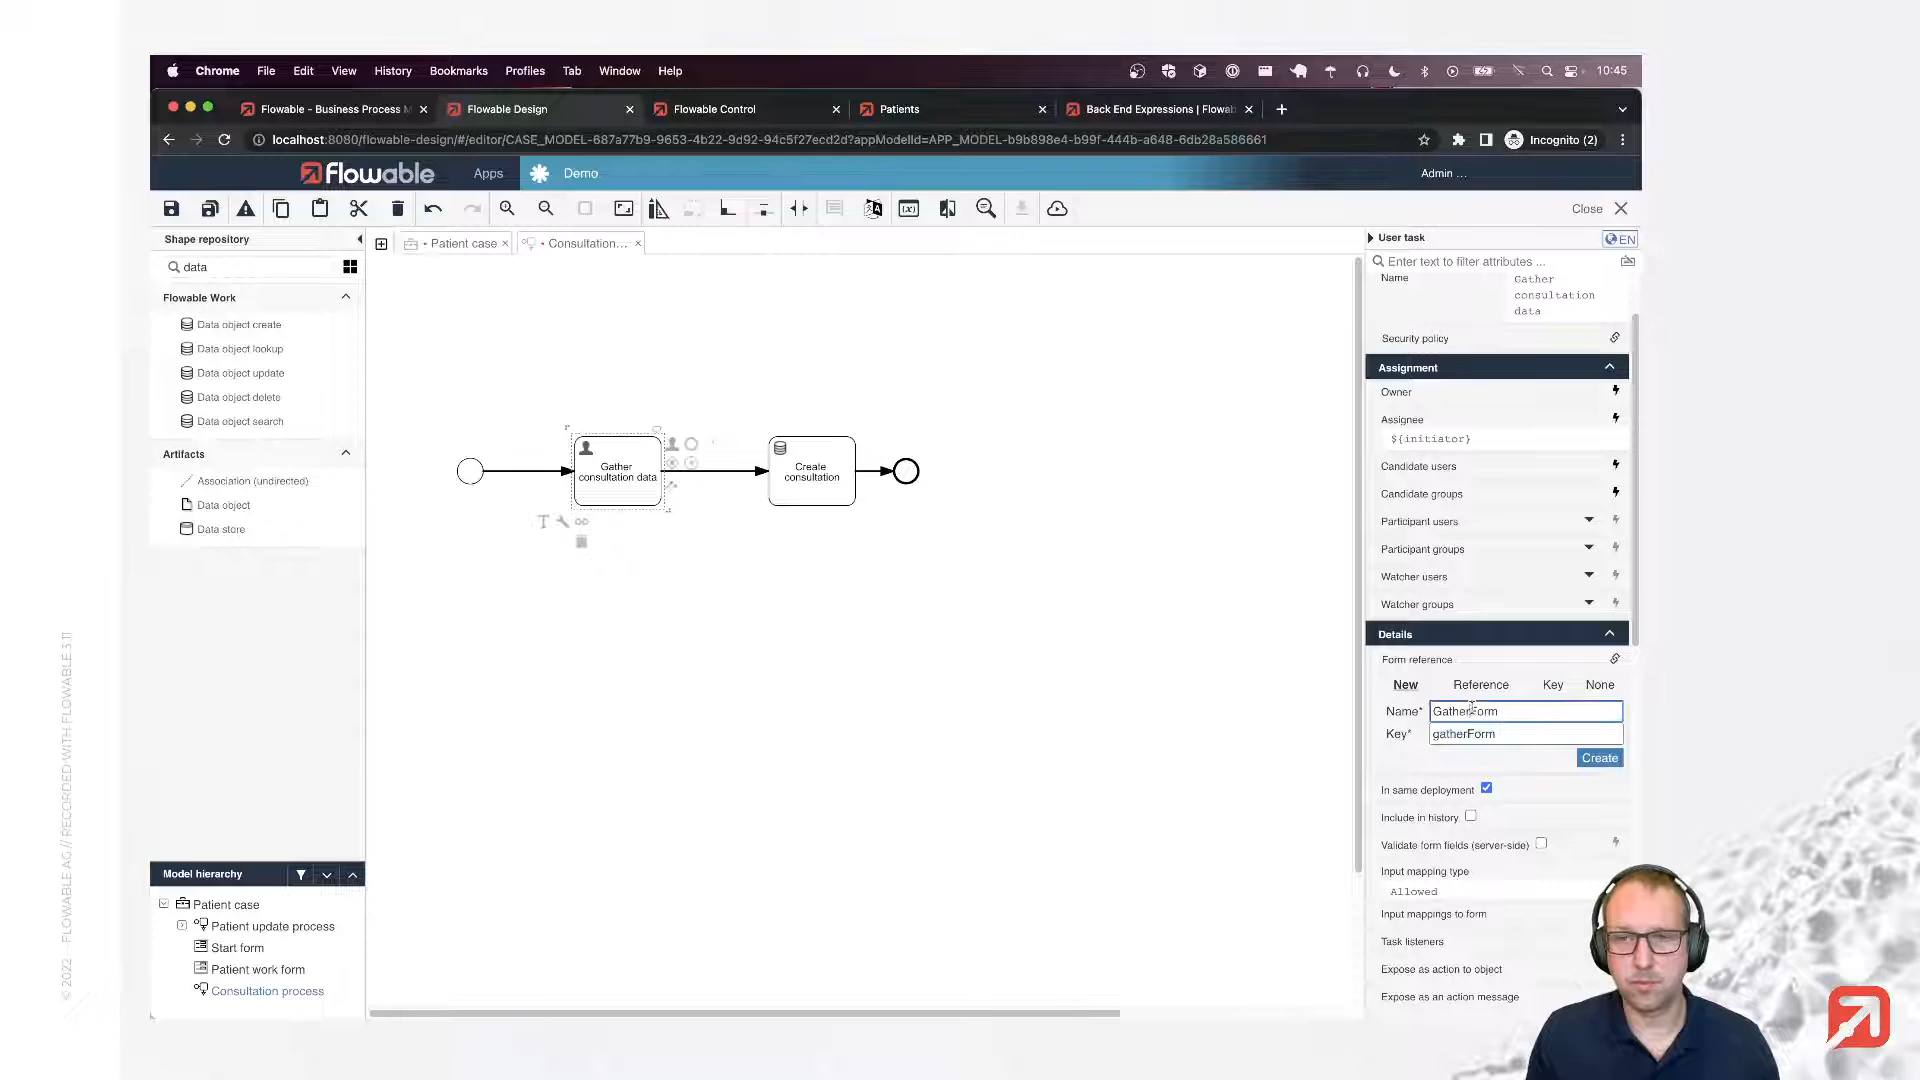 Chrome File Edit View History Bookmarks Profiles Tab Window Help 10:45
Flowable - Business Process M Flowable Design Flowable Control Patients Back End Expressions | Flowab
localhost:8080/flowable-design/#/editor/CASE_MODEL-687a77b9-9653-4b22-9d92-94c5f27ecd2d?appModelId=APP_MODEL-b9b898e4-b99f-444b-a648-6db28a586661 Incognito (2)
flowable Apps Demo Admin ...
Close
Shape repository
data
Flowable Work
Data object create
Data object lookup
Data object update
Data object delete
Data object search
Artifacts
Association (undirected)
Data object
Data store
Model hierarchy
Patient case
Patient update process
Start form
Patient work form
Consultation process
Patient case
Consultation...
Gather
consultation data
Create
consultation
User task EN
Enter text to filter attributes ...
Name Gather
consultation
data
Security policy
Assignment
Owner
Assignee
${initiator}
Candidate users
Candidate groups
Participant users
Participant groups
Watcher users
Watcher groups
Details
Form reference
New Reference Key None
Name* GatherForm
Key* gatherForm
Create
In same deployment
Include in history
Validate form fields (server-side)
Input mapping type
Allowed
Input mappings to form
Task listeners
Expose as action to object
Expose as an action message
© 2022 - FLOWABLE AG // RECORDED WITH FLOWABLE 3.11